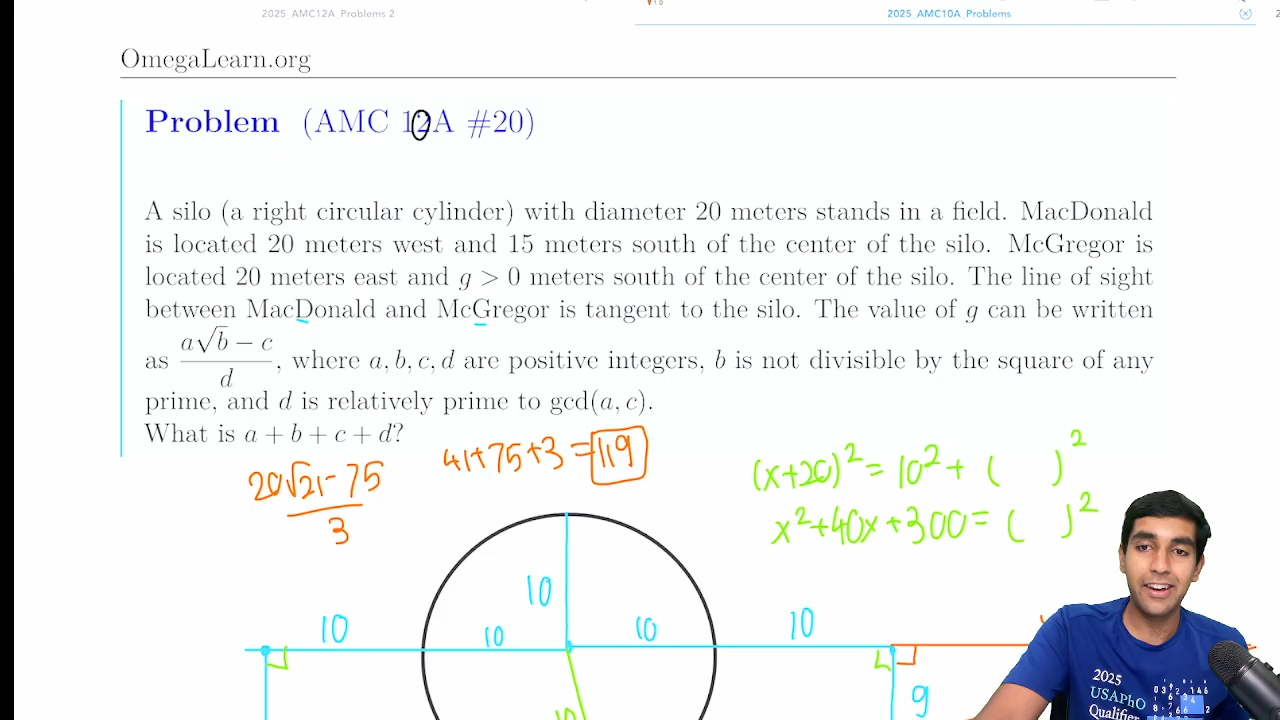 2025_AMC12A_Problems 2
2025_AMC10A_Problems
OmegaLearn.org
Problem (AMC 12A #20)
A silo (a right circular cylinder) with diameter 20 meters stands in a field. MacDonald
is located 20 meters west and 15 meters south of the center of the silo. McGregor is
located 20 meters east and g > 0 meters south of the center of the silo. The line of sight
between MacDonald and McGregor is tangent to the silo. The value of g can be written
as (a√b − c)/d, where a, b, c, d are positive integers, b is not divisible by the square of any
prime, and d is relatively prime to gcd(a, c).
What is a + b + c + d?
(20√21 - 75)/3
41+75+3=119
(x+20)²=10²+( )²
x²+40x+300=( )²
10
10
10
10
10
10
g
2025
USAPhO
Qualifier